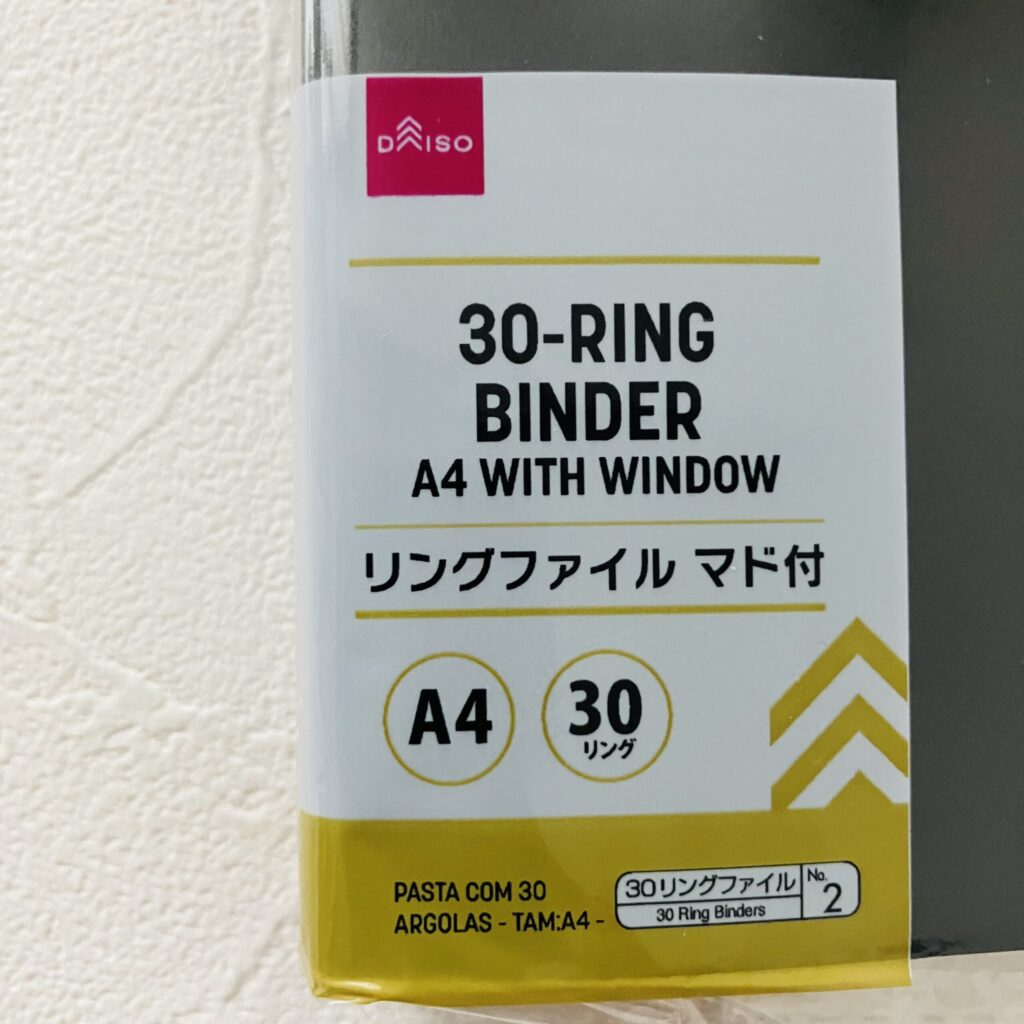 DAISO
30-RING
BINDER
A4 WITH WINDOW
リングファイル マド付
A4
30
リング
PASTA COM 30
ARGOLAS - TAM:A4 -
30リングファイル
30 Ring Binders
No.
2